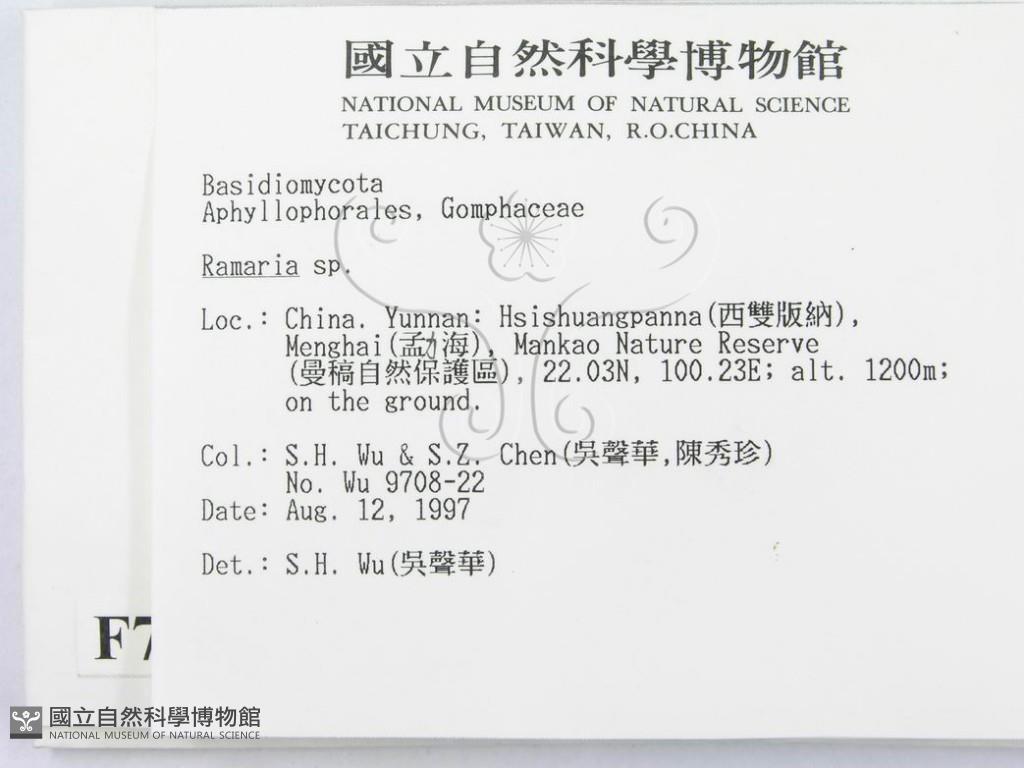 國立自然科學博物館
NATIONAL MUSEUM OF NATURAL SCIENCE
TAICHUNG, TAIWAN, R.O.CHINA
Basidiomycota
Aphyllophorales, Gomphaceae
Ramaria sp.
Loc.: China. Yunnan: Hsishuangpanna(西雙版納),
Menghai(孟力海), Mankao Nature Reserve
(曼稿自然保護區), 22.03N, 100.23E; alt. 1200m;
on the ground.
Col.: S.H. Wu & S.Z. Chen(吳聲華,陳秀珍)
No. Wu 9708-22
Date: Aug. 12, 1997
Det.: S.H. Wu(吳聲華)
F7
國立自然科學博物館
NATIONAL MUSEUM OF NATURAL SCIENCE